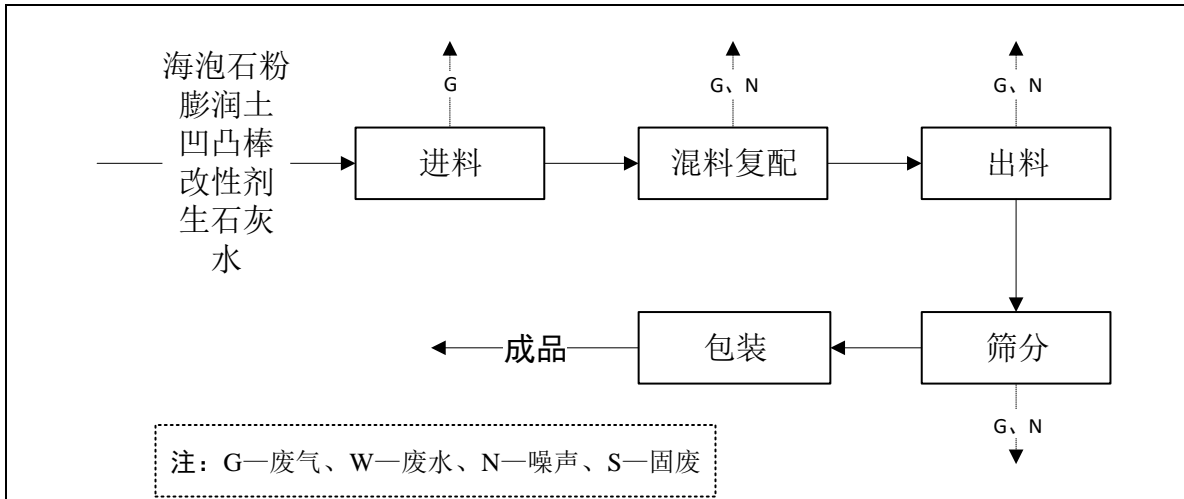 海泡石粉
膨润土
凹凸棒
改性剂
生石灰
水
G
进料
G、N
混料复配
G、N
出料
成品
包装
筛分
G、N
注：G—废气、W—废水、N—噪声、S—固废